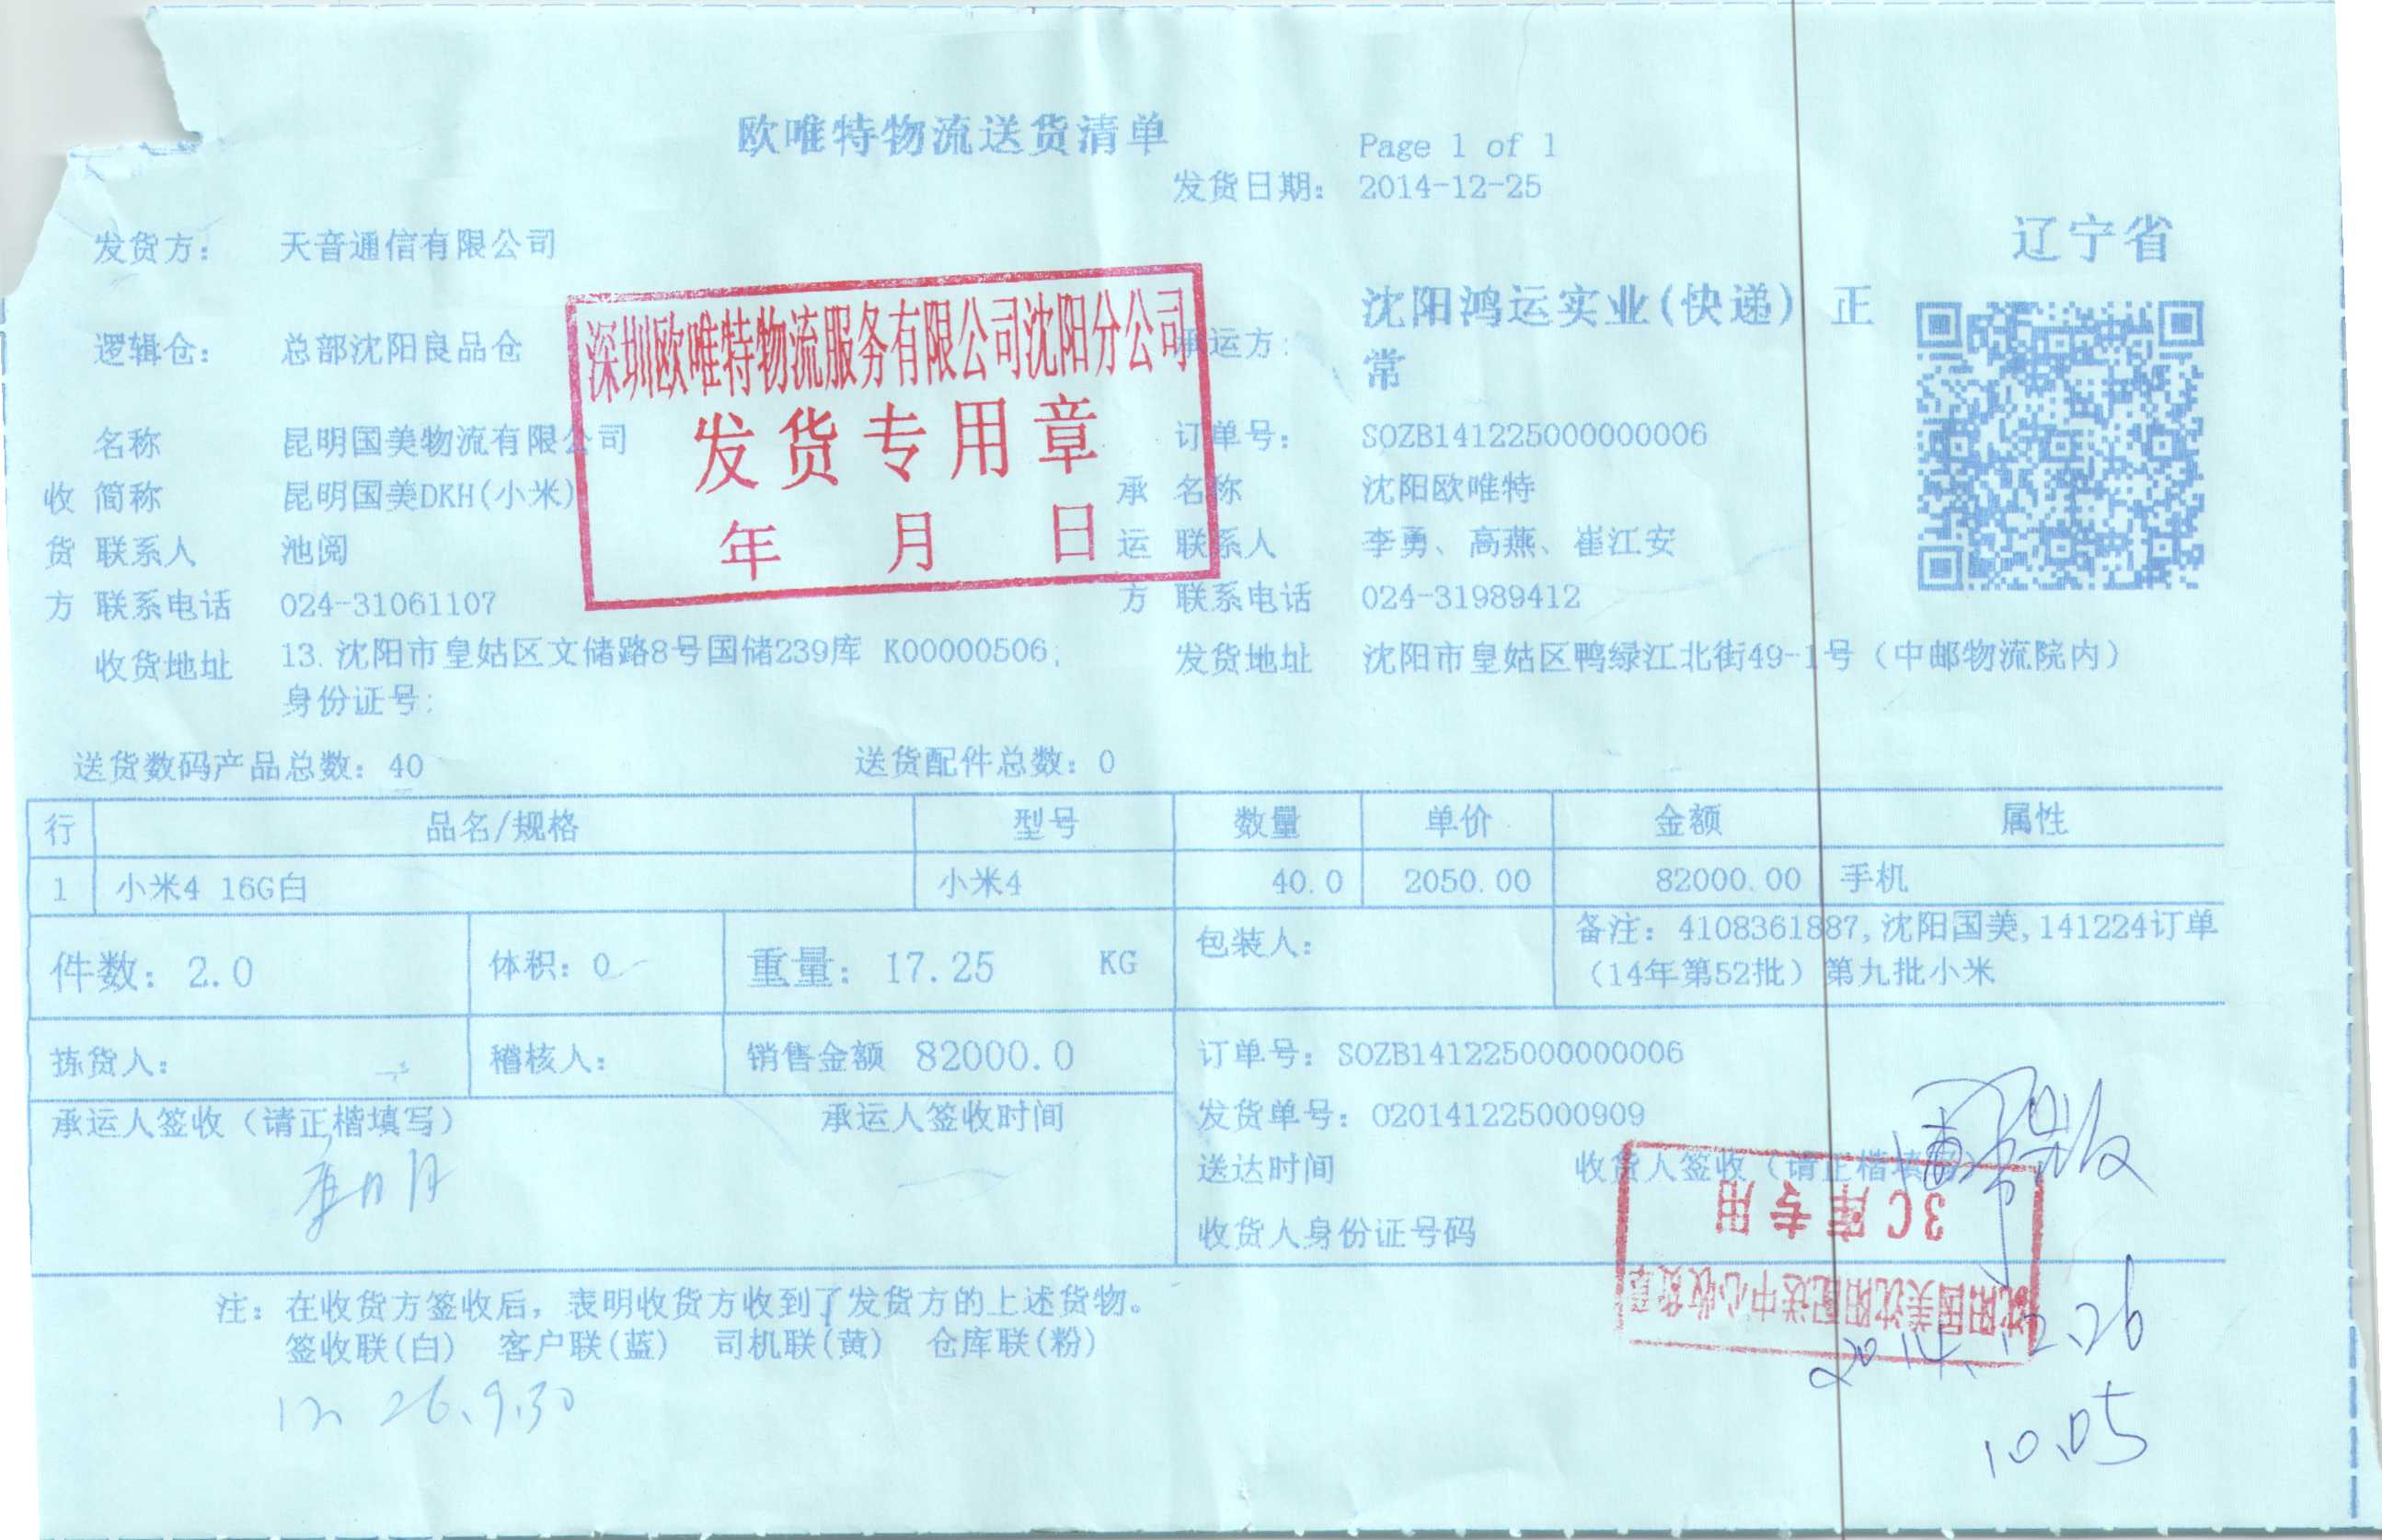 欧唯特物流送货清单
Page 1 of 1
发货日期: 2014-12-25
发货方: 天音通信有限公司
辽宁省
逻辑仓: 总部沈阳良品仓
承运方: 沈阳鸿运实业(快递) 正
常
深圳欧唯特物流服务有限公司沈阳分公司
发货专用章
年 月 日
名称 昆明国美物流有限公司
订单号: SOZB141225000000006
收 简称 昆明国美DKH(小米)
承 名称 沈阳欧唯特
货 联系人 池阅
运 联系人 李勇、高燕、崔江安
方 联系电话 024-31061107
方 联系电话 024-31989412
收货地址 13. 沈阳市皇姑区文储路8号国储239库 K00000506;
身份证号:
发货地址 沈阳市皇姑区鸭绿江北街49-1号（中邮物流院内）
送货数码产品总数: 40 送货配件总数: 0
行 品名/规格 型号 数量 单价 金额 属性
1 小米4 16G白 小米4 40.0 2050.00 82000.00 手机
件数: 2.0 体积: 0 重量: 17.25 KG 包装人:
备注: 4108361887,沈阳国美,141224订单
（14年第52批）第九批小米
拣货人: 稽核人: 销售金额 82000.0 订单号: SOZB141225000000006
承运人签收（请正楷填写） 承运人签收时间 发货单号: 020141225000909
送达时间 收货人签收（请正楷填写）
收货人身份证号码
3C库专用
沈阳国美沈阳配送中心收货章
注: 在收货方签收后, 表明收货方收到了发货方的上述货物。
签收联(白) 客户联(蓝) 司机联(黄) 仓库联(粉)
2014.12.26
10.05
12 26.9.30